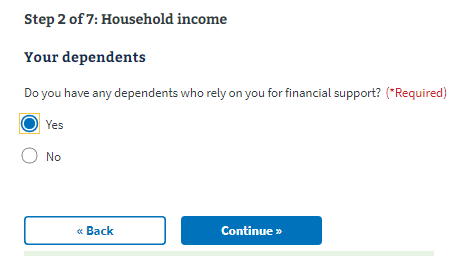 Step 2 of 7: Household income
Your dependents
Do you have any dependents who rely on you for financial support? (*Required)
Yes
No
« Back
Continue »